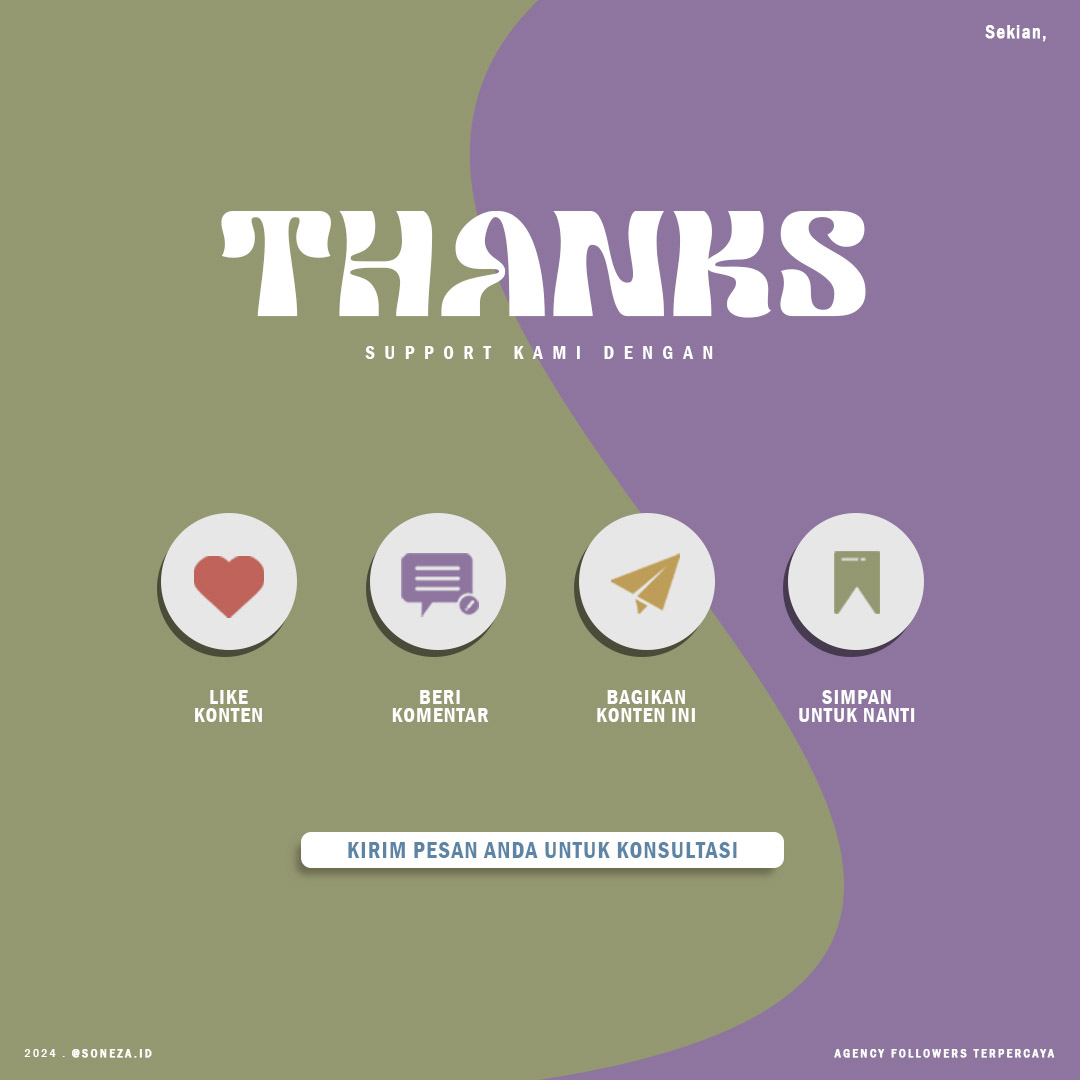 Sekian,
THANKS
SUPPORT KAMI DENGAN
LIKE
KONTEN
BERI
KOMENTAR
BAGIKAN
KONTEN INI
SIMPAN
UNTUK NANTI
KIRIM PESAN ANDA UNTUK KONSULTASI
2024 . @SONEZA.ID
AGENCY FOLLOWERS TERPERCAYA